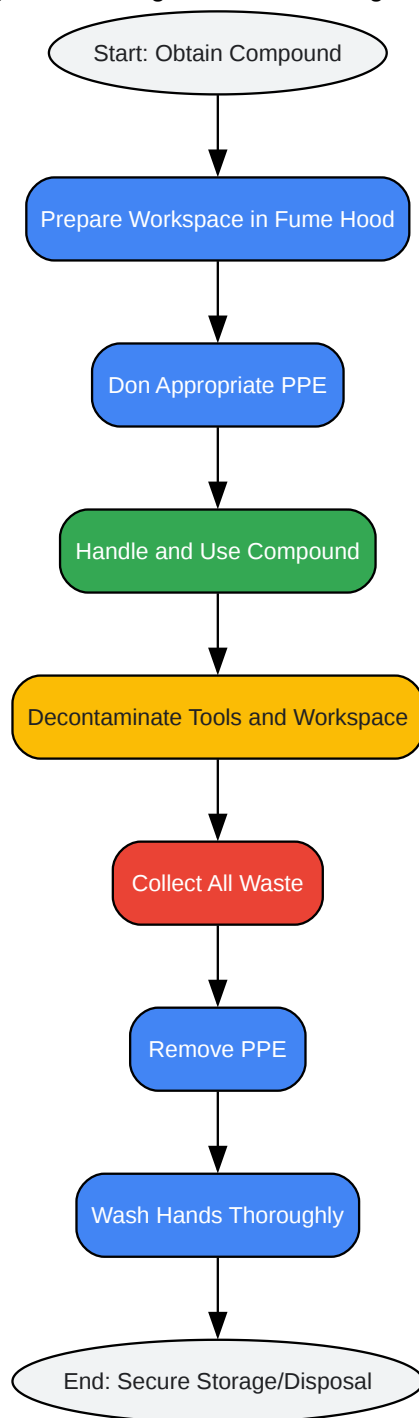 Start: Obtain Compound
Prepare Workspace in Fume Hood
Don Appropriate PPE
Handle and Use Compound
Decontaminate Tools and Workspace
Collect All Waste
Remove PPE
Wash Hands Thoroughly
End: Secure Storage/Disposal